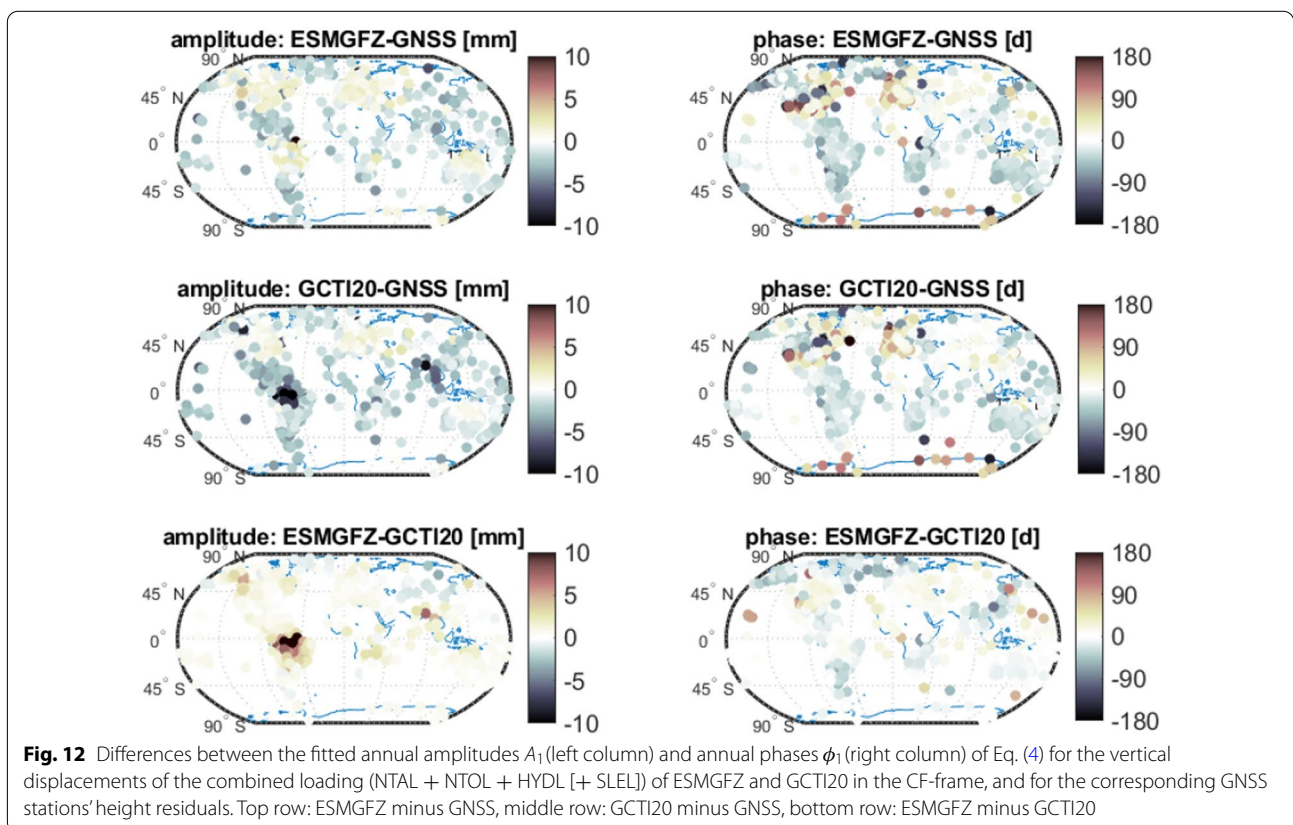 amplitude: ESMGFZ-GNSS [mm]
90° N
45° N
0°
45° S
90° S
10
5
0
-5
-10
phase: ESMGFZ-GNSS [d]
90° N
45° N
0°
45° S
90° S
180
90
0
-90
-180
amplitude: GCTI20-GNSS [mm]
90° N
45° N
0°
45° S
90° S
10
5
0
-5
-10
phase: GCTI20-GNSS [d]
90° N
45° N
0°
45° S
90° S
180
90
0
-90
-180
amplitude: ESMGFZ-GCTI20 [mm]
90° N
45° N
0°
45° S
90° S
10
5
0
-5
-10
phase: ESMGFZ-GCTI20 [d]
90° N
45° N
0°
45° S
90° S
180
90
0
-90
-180
Fig. 12 Differences between the fitted annual amplitudes A₁ (left column) and annual phases ϕ₁ (right column) of Eq. (4) for the vertical
displacements of the combined loading (NTAL + NTOL + HYDL [+ SLEL]) of ESMGFZ and GCTI20 in the CF-frame, and for the corresponding GNSS
stations' height residuals. Top row: ESMGFZ minus GNSS, middle row: GCTI20 minus GNSS, bottom row: ESMGFZ minus GCTI20